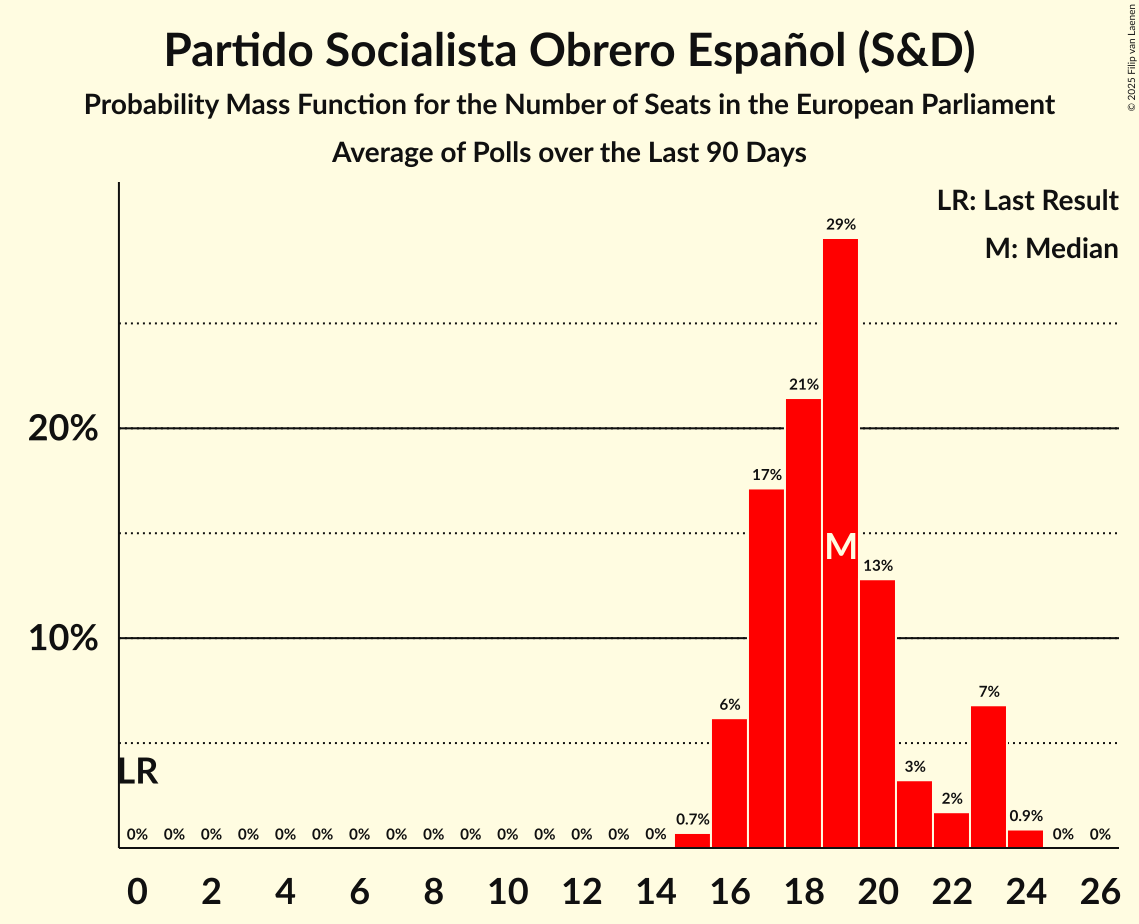 Partido Socialista Obrero Español (S&D)
Probability Mass Function for the Number of Seats in the European Parliament
Average of Polls over the Last 90 Days
© 2025 Filip van Laenen
LR: Last Result
M: Median
29%
21%
20%
17%
M
13%
10%
7%
6%
LR
3%
2%
0% 0% 0% 0% 0% 0% 0% 0% 0% 0% 0% 0% 0% 0% 0% 0.7% 0.9% 0% 0%
0 2 4 6 8 10 12 14 16 18 20 22 24 26